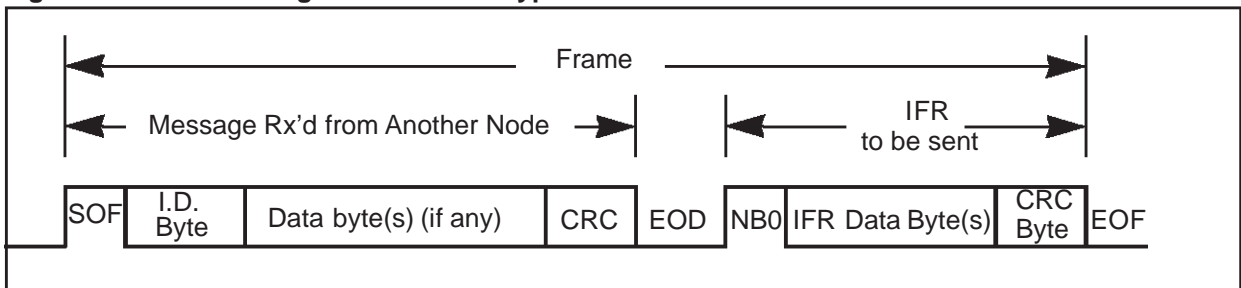 Frame
Message Rx'd from Another Node
IFR
to be sent
SOF
I.D.
Byte
Data byte(s) (if any)
CRC
EOD
NB0
IFR Data Byte(s)
CRC
Byte
EOF